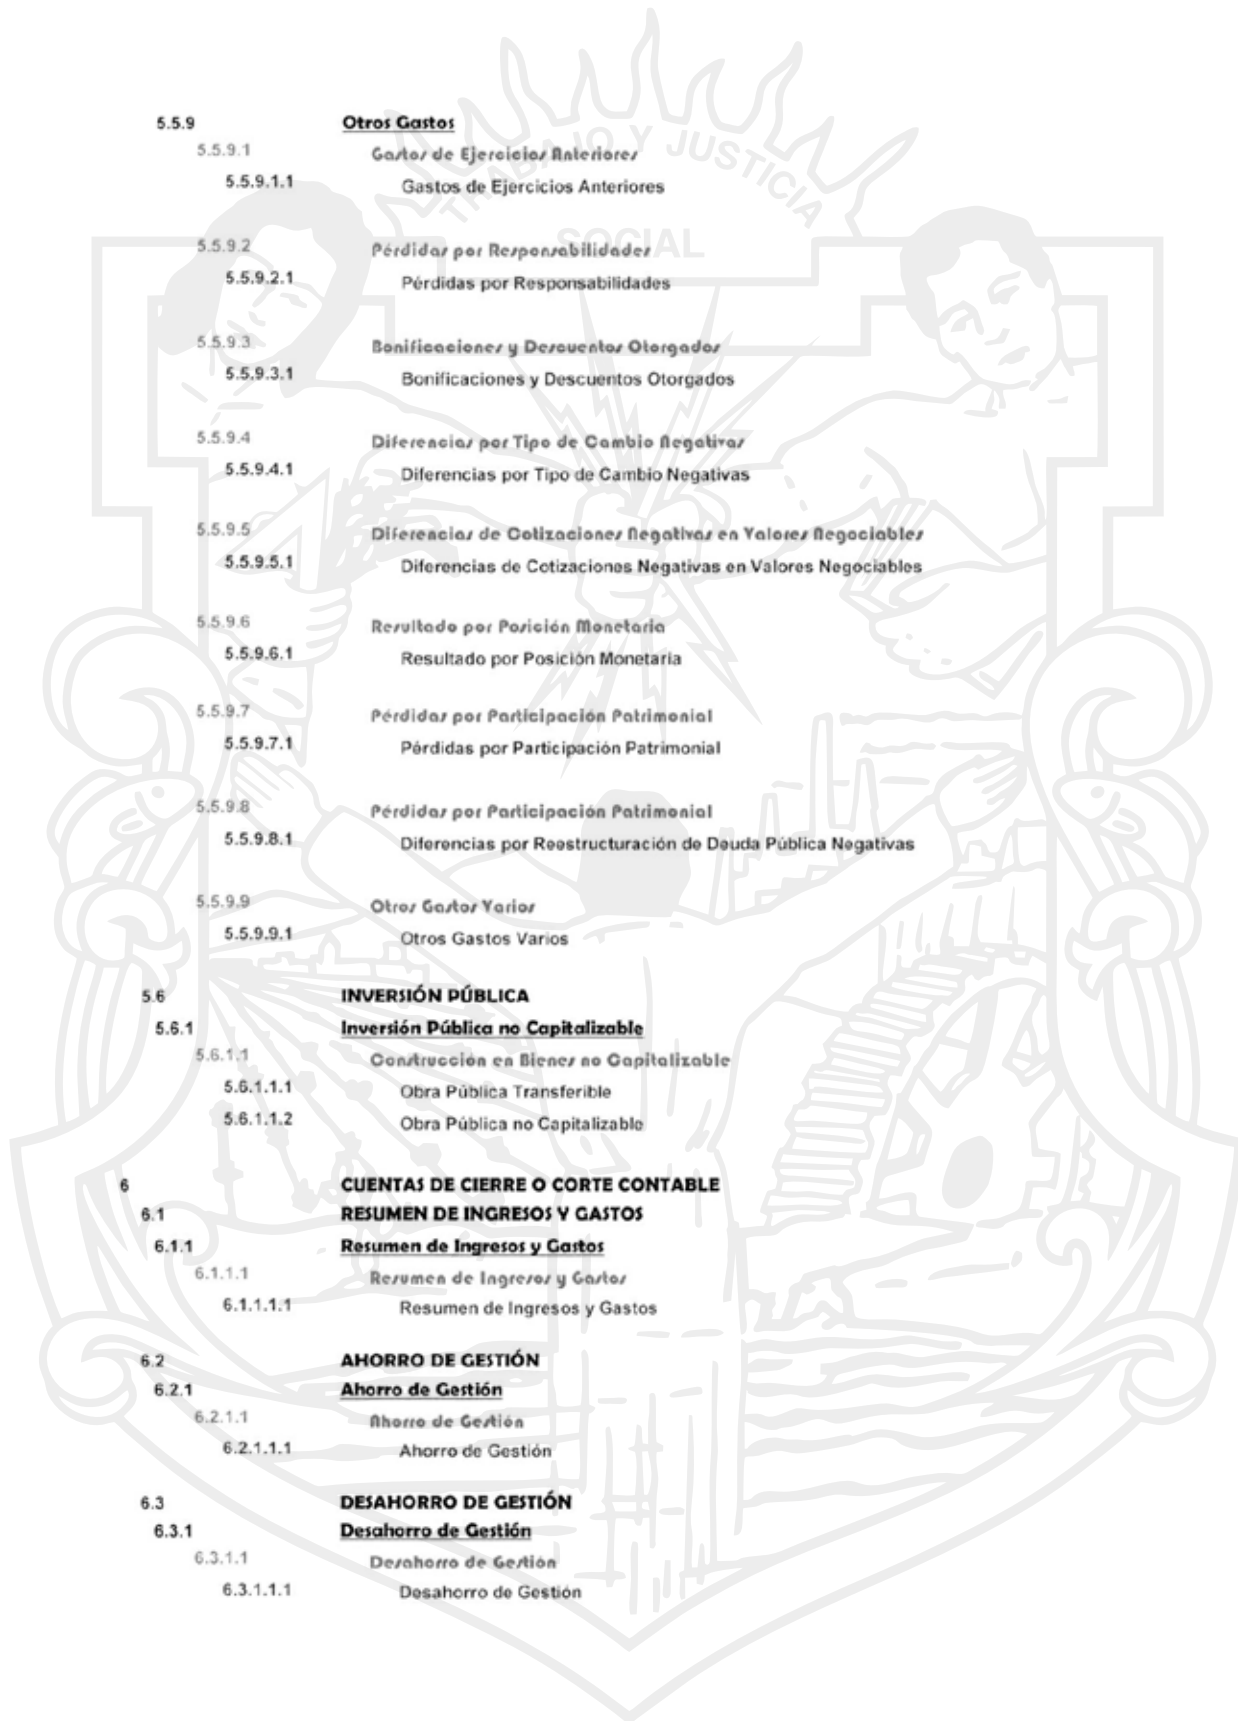 TRABAJO Y JUSTICIA
SOCIAL
5.5.9 Otros Gastos
5.5.9.1 Gastos de Ejercicios Anteriores
5.5.9.1.1 Gastos de Ejercicios Anteriores
5.5.9.2 Pérdidas por Responsabilidades
5.5.9.2.1 Pérdidas por Responsabilidades
5.5.9.3 Bonificaciones y Descuentos Otorgados
5.5.9.3.1 Bonificaciones y Descuentos Otorgados
5.5.9.4 Diferencias por Tipo de Cambio Negativas
5.5.9.4.1 Diferencias por Tipo de Cambio Negativas
5.5.9.5 Diferencias de Cotizaciones Negativas en Valores Negociables
5.5.9.5.1 Diferencias de Cotizaciones Negativas en Valores Negociables
5.5.9.6 Resultado por Posición Monetaria
5.5.9.6.1 Resultado por Posición Monetaria
5.5.9.7 Pérdidas por Participación Patrimonial
5.5.9.7.1 Pérdidas por Participación Patrimonial
5.5.9.8 Pérdidas por Participación Patrimonial
5.5.9.8.1 Diferencias por Reestructuración de Deuda Pública Negativas
5.5.9.9 Otros Gastos Varios
5.5.9.9.1 Otros Gastos Varios
5.6 INVERSIÓN PÚBLICA
5.6.1 Inversión Pública no Capitalizable
5.6.1.1 Construcción en Bienes no Capitalizable
5.6.1.1.1 Obra Pública Transferible
5.6.1.1.2 Obra Pública no Capitalizable
6 CUENTAS DE CIERRE O CORTE CONTABLE
6.1 RESUMEN DE INGRESOS Y GASTOS
6.1.1 Resumen de Ingresos y Gastos
6.1.1.1 Resumen de Ingresos y Gastos
6.1.1.1.1 Resumen de Ingresos y Gastos
6.2 AHORRO DE GESTIÓN
6.2.1 Ahorro de Gestión
6.2.1.1 Ahorro de Gestión
6.2.1.1.1 Ahorro de Gestión
6.3 DESAHORRO DE GESTIÓN
6.3.1 Desahorro de Gestión
6.3.1.1 Desahorro de Gestión
6.3.1.1.1 Desahorro de Gestión